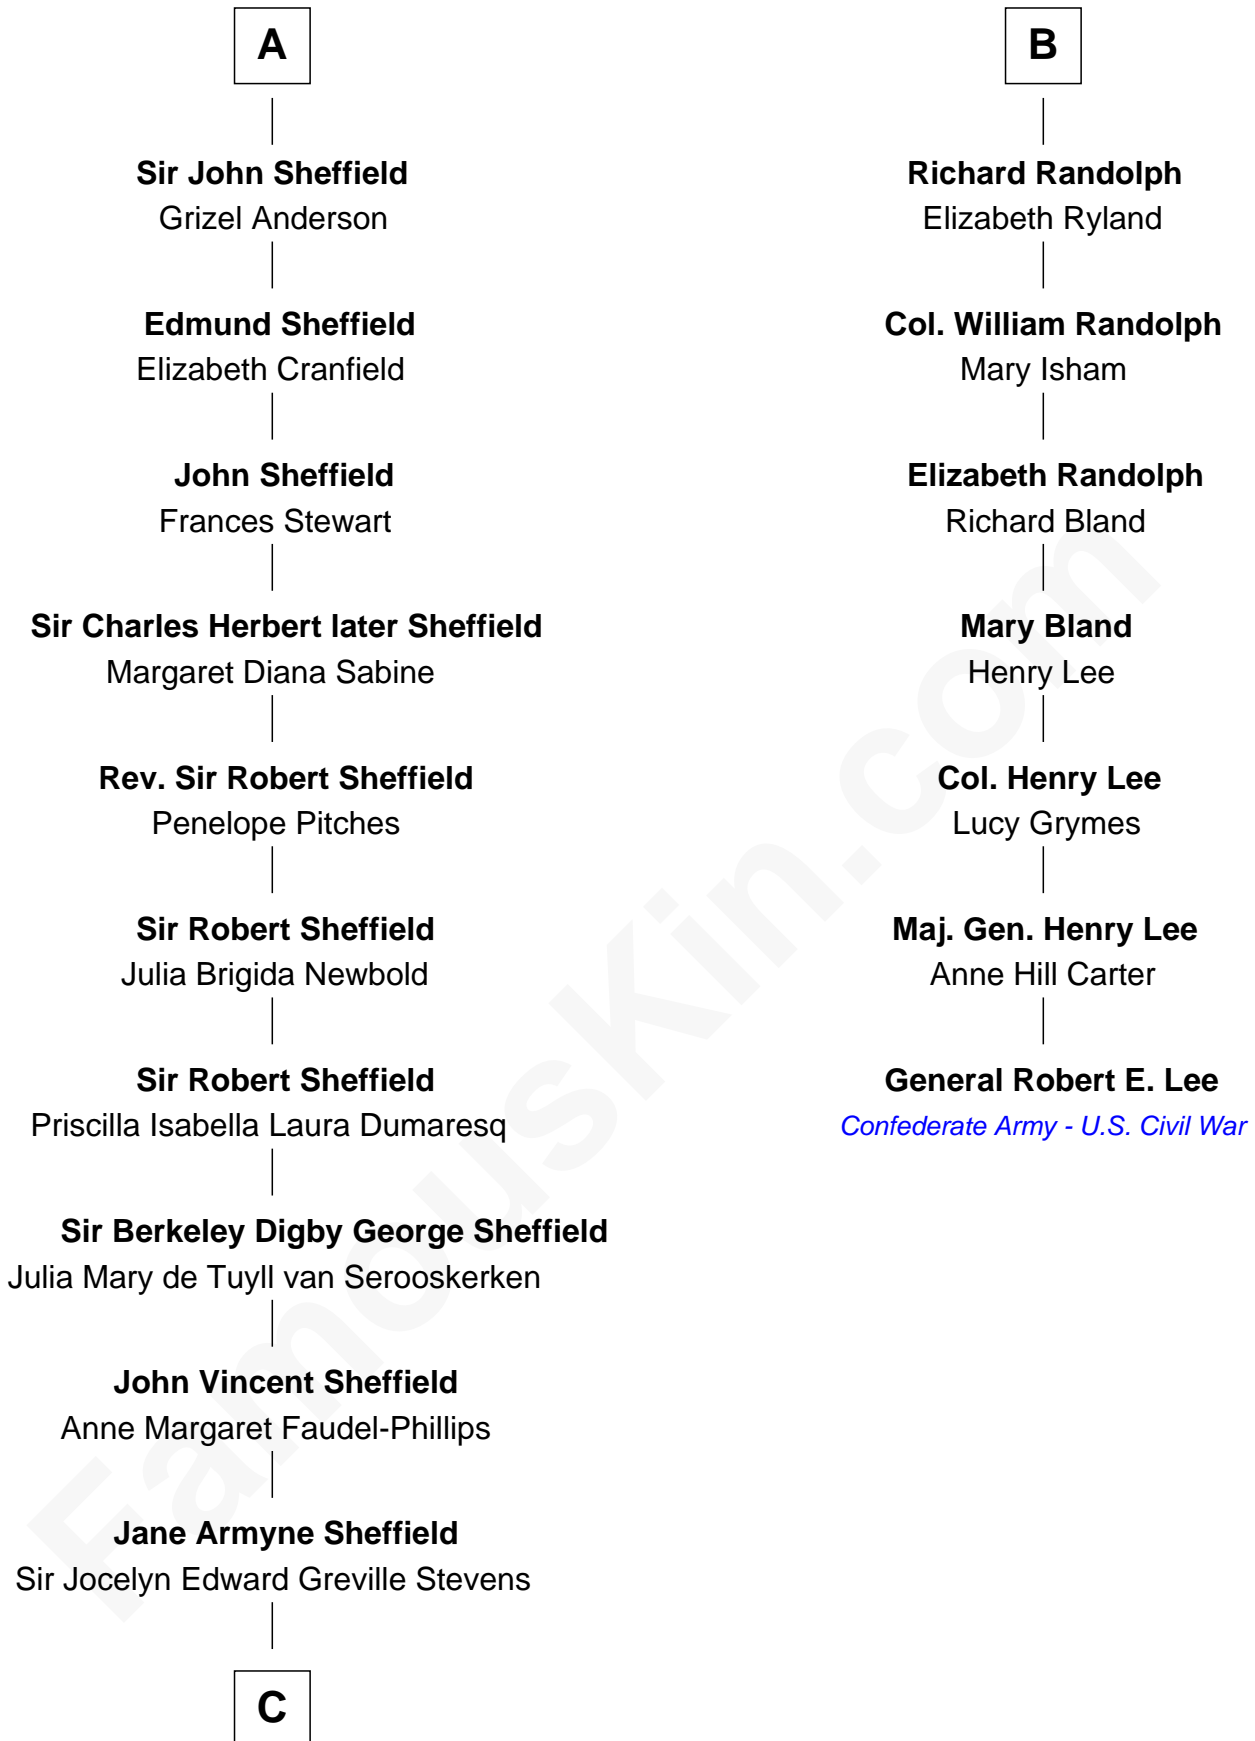 A
Sir John Sheffield
Grizel Anderson
Edmund Sheffield
Elizabeth Cranfield
John Sheffield
Frances Stewart
Sir Charles Herbert later Sheffield
Margaret Diana Sabine
Rev. Sir Robert Sheffield
Penelope Pitches
Sir Robert Sheffield
Julia Brigida Newbold
Sir Robert Sheffield
Priscilla Isabella Laura Dumaresq
Sir Berkeley Digby George Sheffield
Julia Mary de Tuyll van Serooskerken
John Vincent Sheffield
Anne Margaret Faudel-Phillips
Jane Armyne Sheffield
Sir Jocelyn Edward Greville Stevens
C
B
Richard Randolph
Elizabeth Ryland
Col. William Randolph
Mary Isham
Elizabeth Randolph
Richard Bland
Mary Bland
Henry Lee
Col. Henry Lee
Lucy Grymes
Maj. Gen. Henry Lee
Anne Hill Carter
General Robert E. Lee
Confederate Army - U.S. Civil War
FamousKin.com